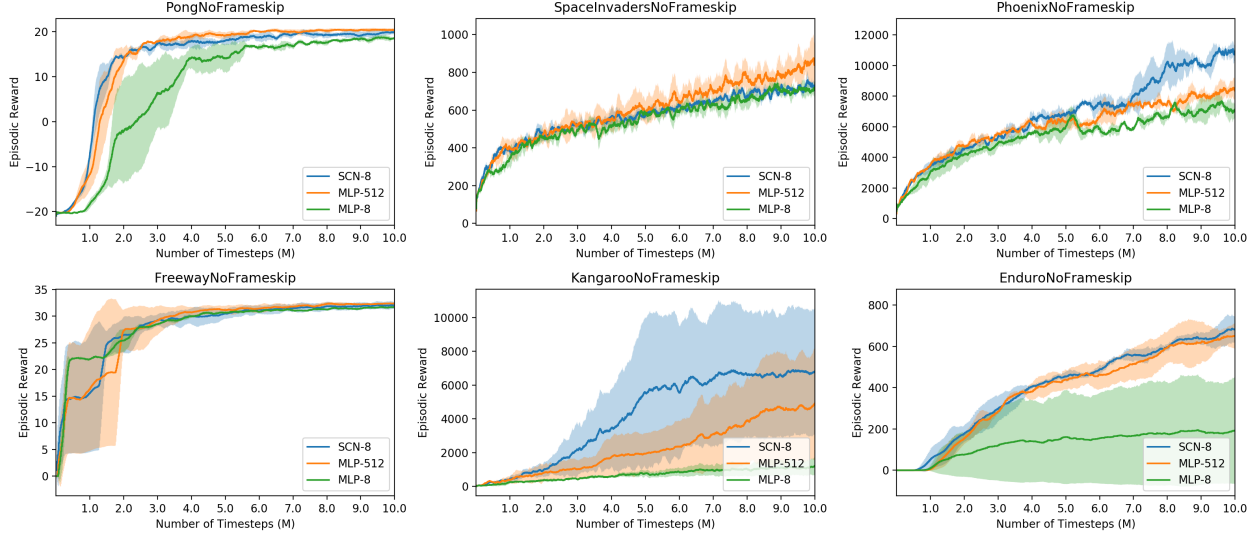 PongNoFrameskip
Episodic Reward
20
10
0
−10
−20
1.0 2.0 3.0 4.0 5.0 6.0 7.0 8.0 9.0 10.0
Number of Timesteps (M)
SCN-8
MLP-512
MLP-8
SpaceInvadersNoFrameskip
Episodic Reward
1000
800
600
400
200
0
1.0 2.0 3.0 4.0 5.0 6.0 7.0 8.0 9.0 10.0
Number of Timesteps (M)
SCN-8
MLP-512
MLP-8
PhoenixNoFrameskip
Episodic Reward
12000
10000
8000
6000
4000
2000
0
1.0 2.0 3.0 4.0 5.0 6.0 7.0 8.0 9.0 10.0
Number of Timesteps (M)
SCN-8
MLP-512
MLP-8
FreewayNoFrameskip
Episodic Reward
35
30
25
20
15
10
5
0
1.0 2.0 3.0 4.0 5.0 6.0 7.0 8.0 9.0 10.0
Number of Timesteps (M)
SCN-8
MLP-512
MLP-8
KangarooNoFrameskip
Episodic Reward
10000
8000
6000
4000
2000
0
1.0 2.0 3.0 4.0 5.0 6.0 7.0 8.0 9.0 10.0
Number of Timesteps (M)
SCN-8
MLP-512
MLP-8
EnduroNoFrameskip
Episodic Reward
800
600
400
200
0
1.0 2.0 3.0 4.0 5.0 6.0 7.0 8.0 9.0 10.0
Number of Timesteps (M)
SCN-8
MLP-512
MLP-8